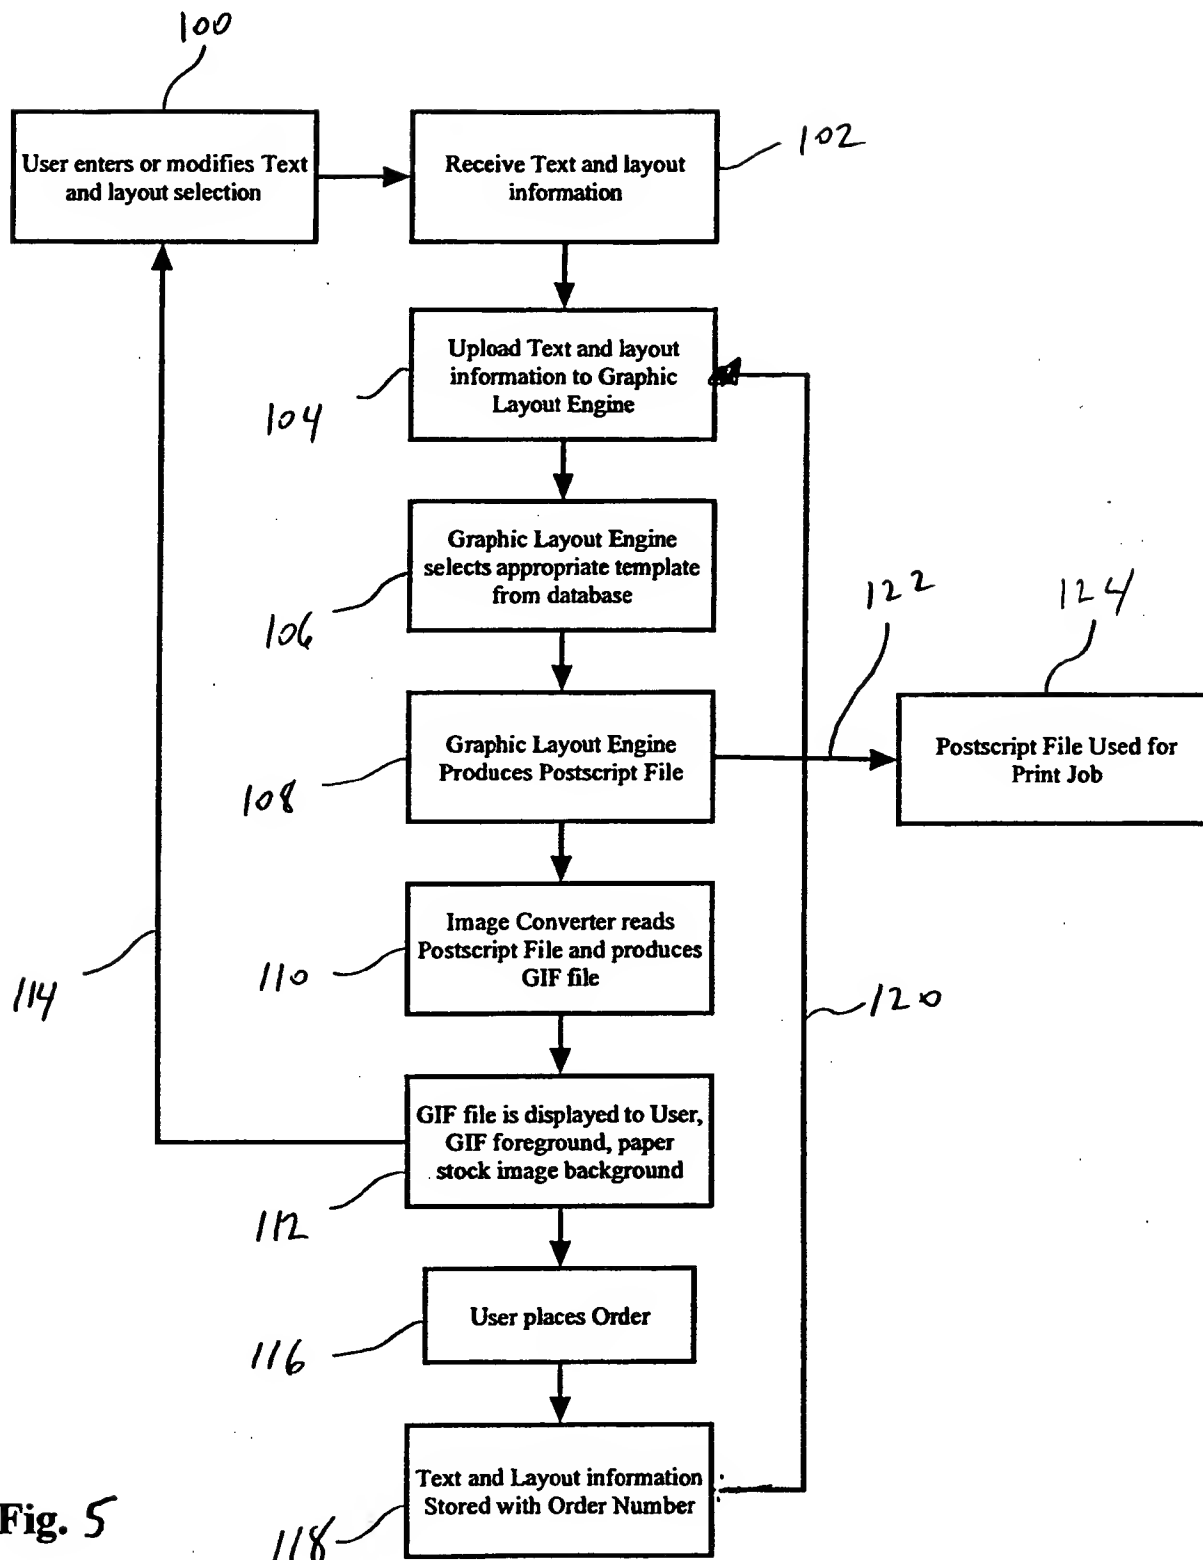 100
User enters or modifies Text
and layout selection
Receive Text and layout
information
102
Upload Text and layout
information to Graphic
Layout Engine
104
Graphic Layout Engine
selects appropriate template
from database
106
122
124
Graphic Layout Engine
Produces Postscript File
108
Postscript File Used for
Print Job
Image Converter reads
Postscript File and produces
GIF file
110
114
120
GIF file is displayed to User,
GIF foreground, paper
stock image background
112
User places Order
116
Text and Layout information
Stored with Order Number
118
Fig. 5